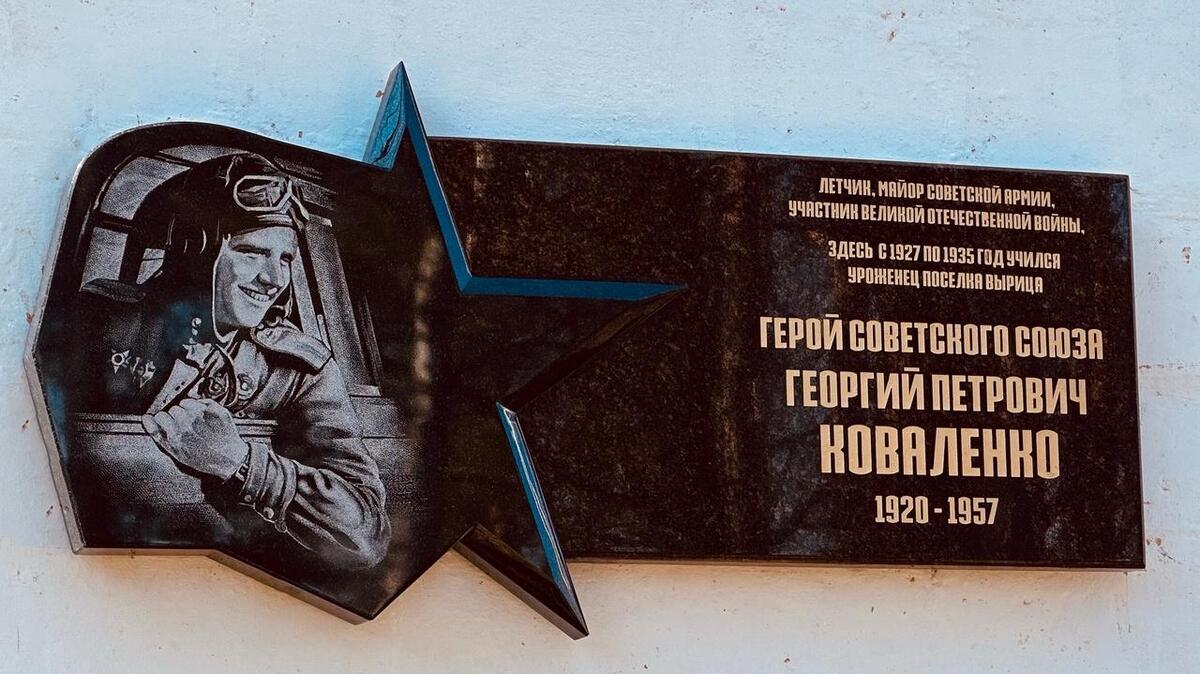 ЛЕТЧИК, МАЙОР СОВЕТСКОЙ АРМИИ,
УЧАСТНИК ВЕЛИКОЙ ОТЕЧЕСТВЕННОЙ ВОЙНЫ,
ЗДЕСЬ С 1927 ПО 1935 ГОД УЧИЛСЯ
УРОЖЕНЕЦ ПОСЕЛКА ВЫРИЦА
ГЕРОЙ СОВЕТСКОГО СОЮЗА
ГЕОРГИЙ ПЕТРОВИЧ
КОВАЛЕНКО
1920 - 1957